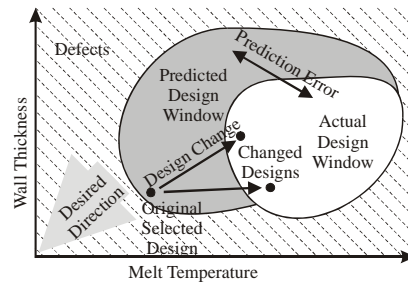 Defects
Prediction Error
Predicted
Design
Window
Actual
Design
Window
Design Change
Changed
Designs
Desired
Direction
Original
Selected
Design
Wall Thickness
Melt Temperature